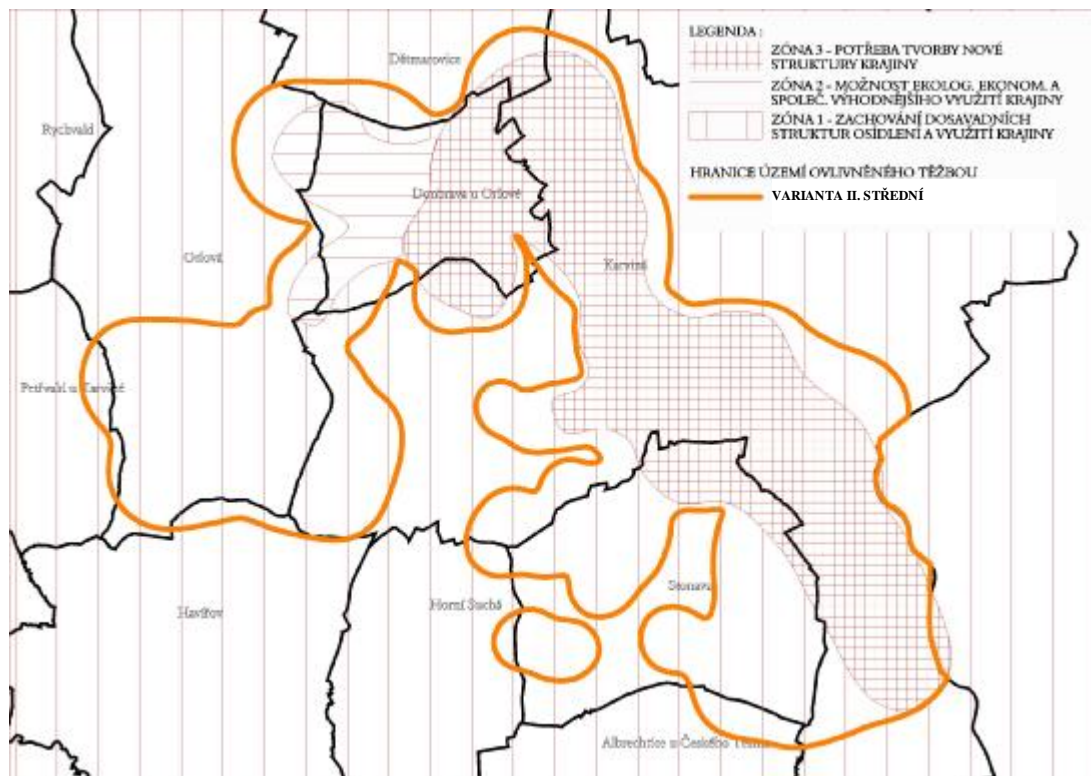 LEGENDA :
ZÓNA 3 - POTŘEBA TVORBY NOVÉ
STRUKTURY KRAJINY
ZÓNA 2 - MOŽNOST EKOLOG. EKONOM. A
SPOLEČ. VÝHODNĚJŠÍHO VYUŽITÍ KRAJINY
ZÓNA 1 - ZACHOVÁNÍ DOSAVADNÍCH
STRUKTUR OSÍDLENÍ A VYUŽITÍ KRAJINY
HRANICE ÚZEMÍ OVLIVNĚNÉHO TĚŽBOU
VARIANTA II. STŘEDNÍ
Dětmarovice
Rychvald
Doubrava u Orlové
Orlová
Karviná
Petřvald u Karviné
Stonava
Horní Suchá
Havířov
Albrechtice u Českého